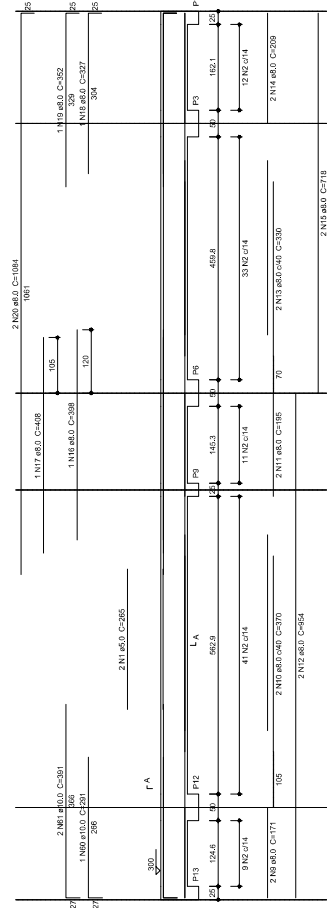 2 N20 ø8.0 C=1084
1061
25
1 N17 ø8.0 C=408
105
1 N19 ø8.0 C=352
329
25
1 N16 ø8.0 C=398
120
1 N18 ø8.0 C=327
304
25
2 N61 ø10.0 C=391
366
27
1 N60 ø10.0 C=291
266
27
2 N1 ø5.0 C=265
A
A
300
P13
P12
P9
P6
P3
P
25
124.6
50
562.9
25
145.3
50
459.8
50
162.1
25
9 N2 c/14
41 N2 c/14
11 N2 c/14
33 N2 c/14
12 N2 c/14
2 N9 ø8.0 C=171
105
2 N10 ø8.0 c/40 C=370
2 N11 ø8.0 C=195
70
2 N13 ø8.0 c/40 C=330
2 N14 ø8.0 C=209
2 N12 ø8.0 C=954
2 N15 ø8.0 C=718